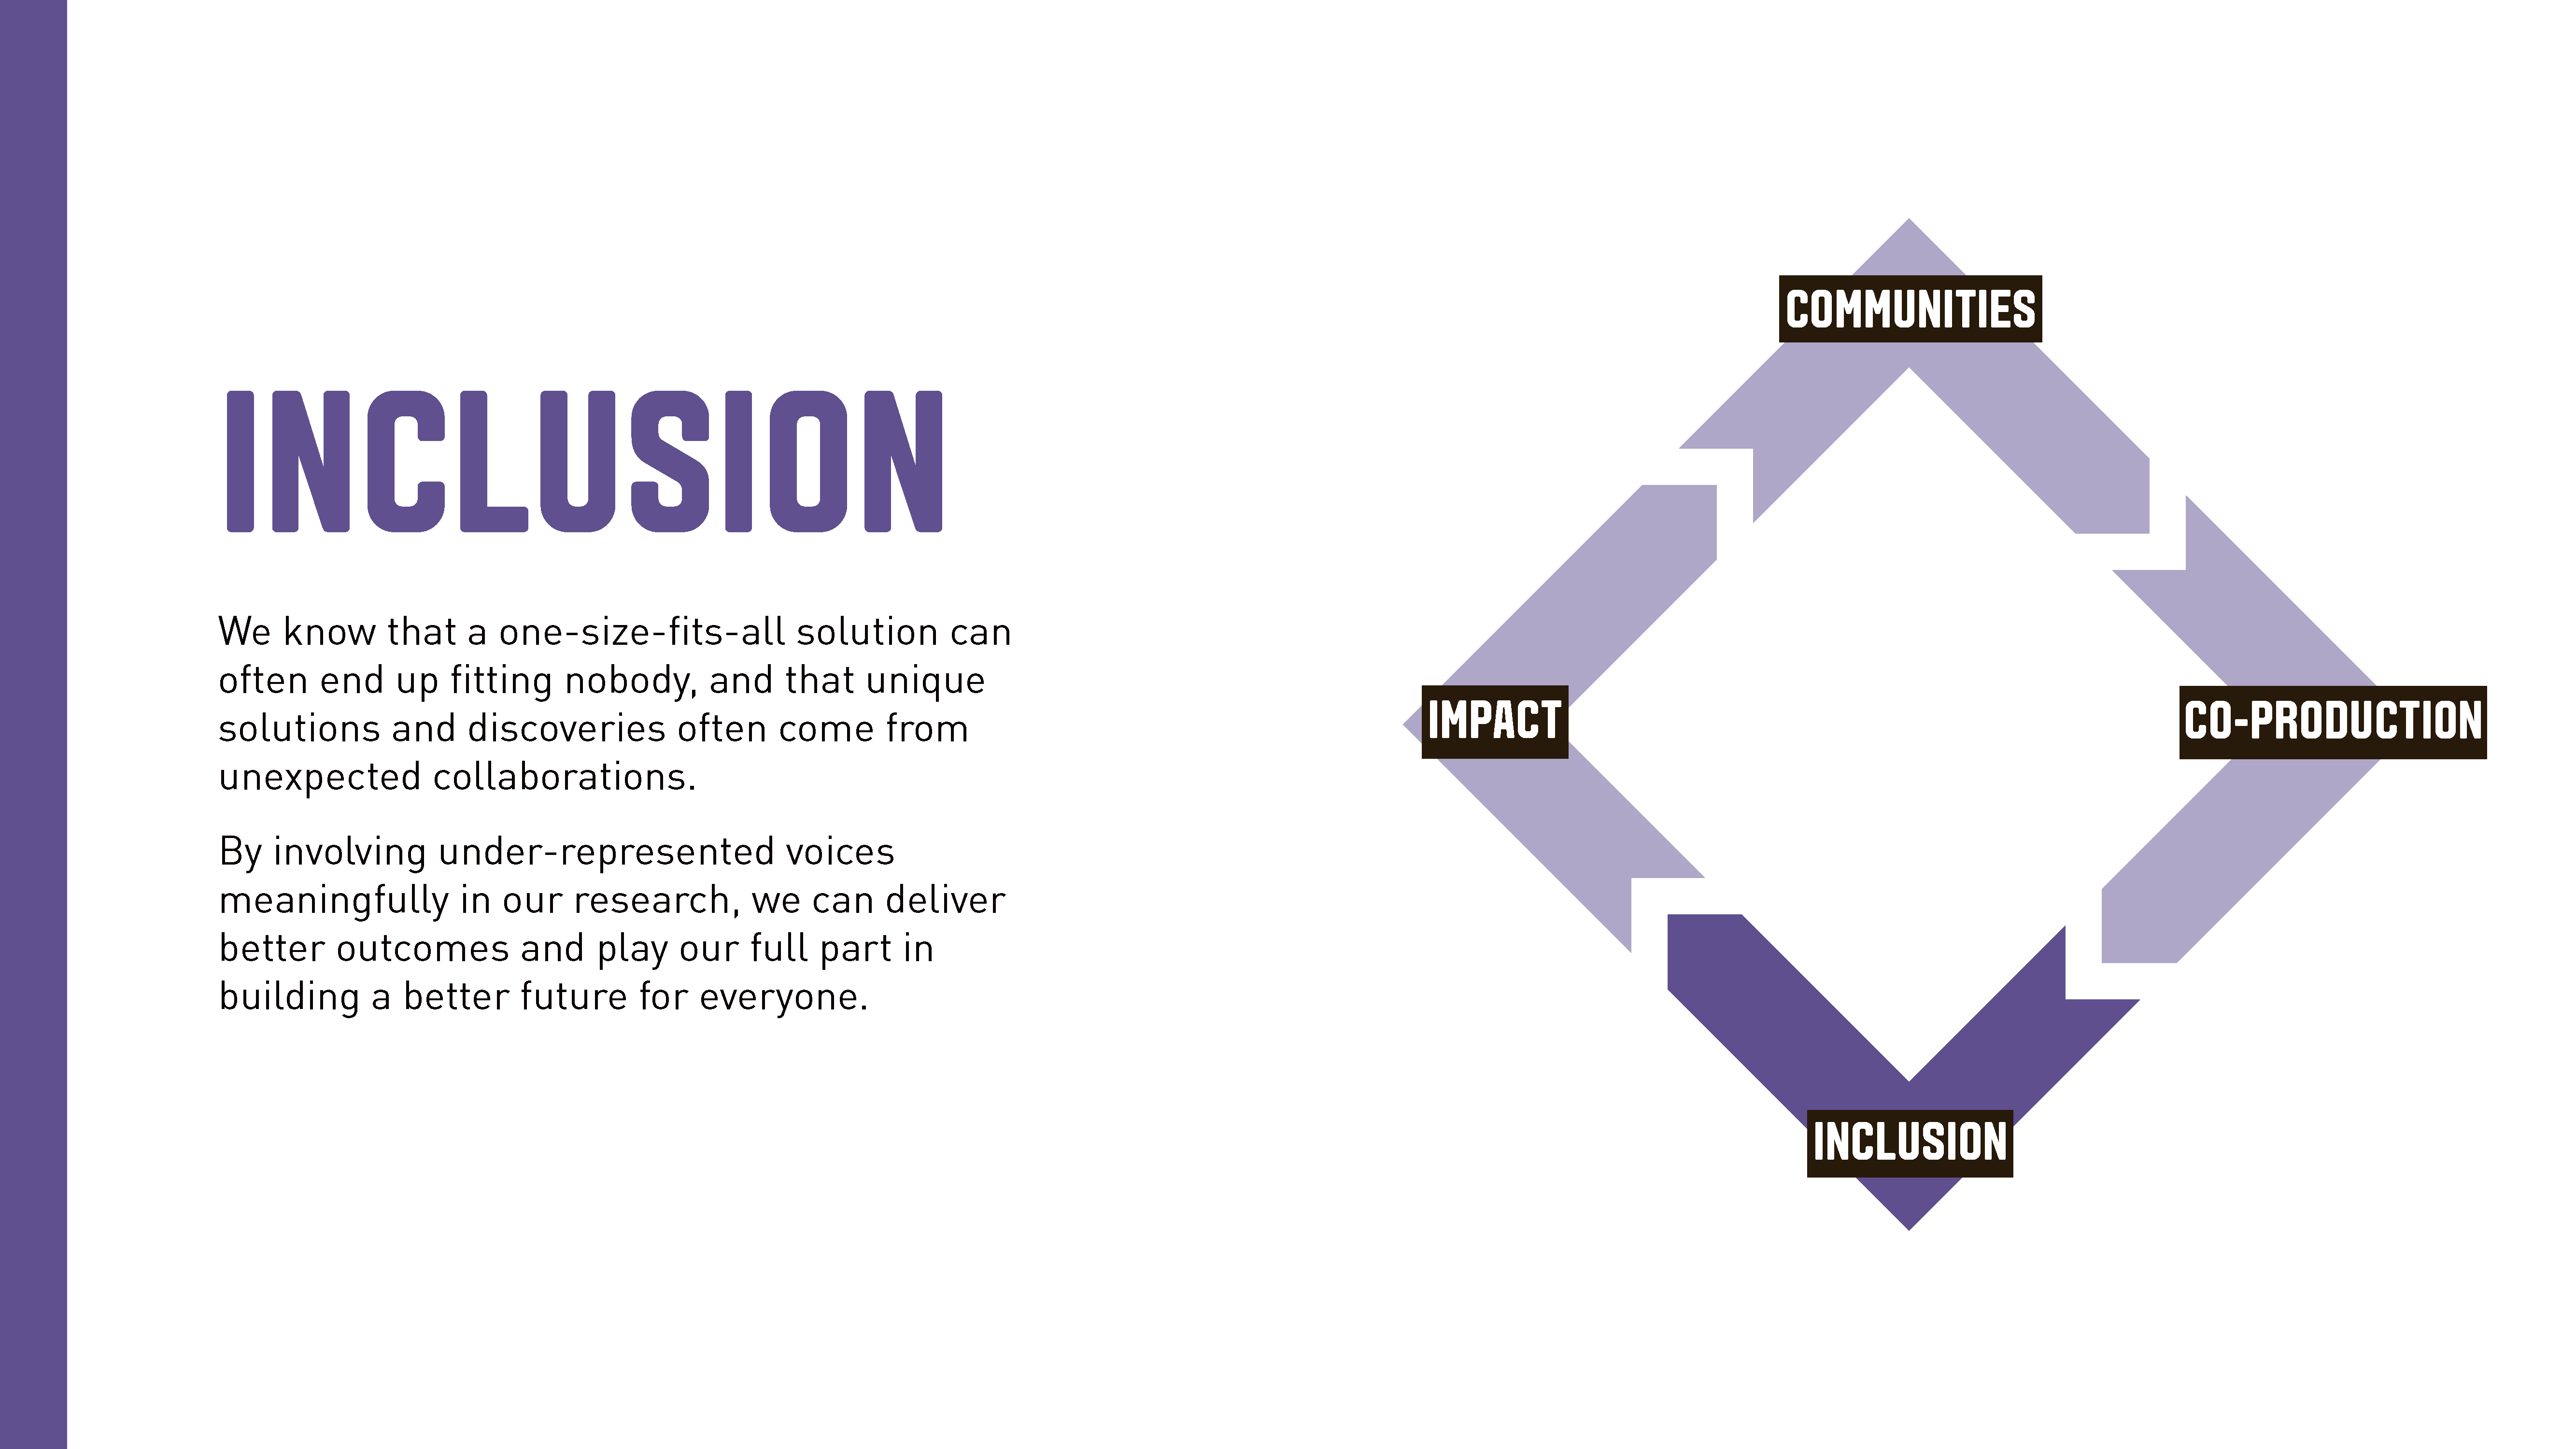 INCLUSION
We know that a one-size-fits-all solution can
often end up fitting nobody, and that unique
solutions and discoveries often come from
unexpected collaborations.
By involving under-represented voices
meaningfully in our research, we can deliver
better outcomes and play our full part in
building a better future for everyone.
COMMUNITIES
IMPACT
CO-PRODUCTION
INCLUSION